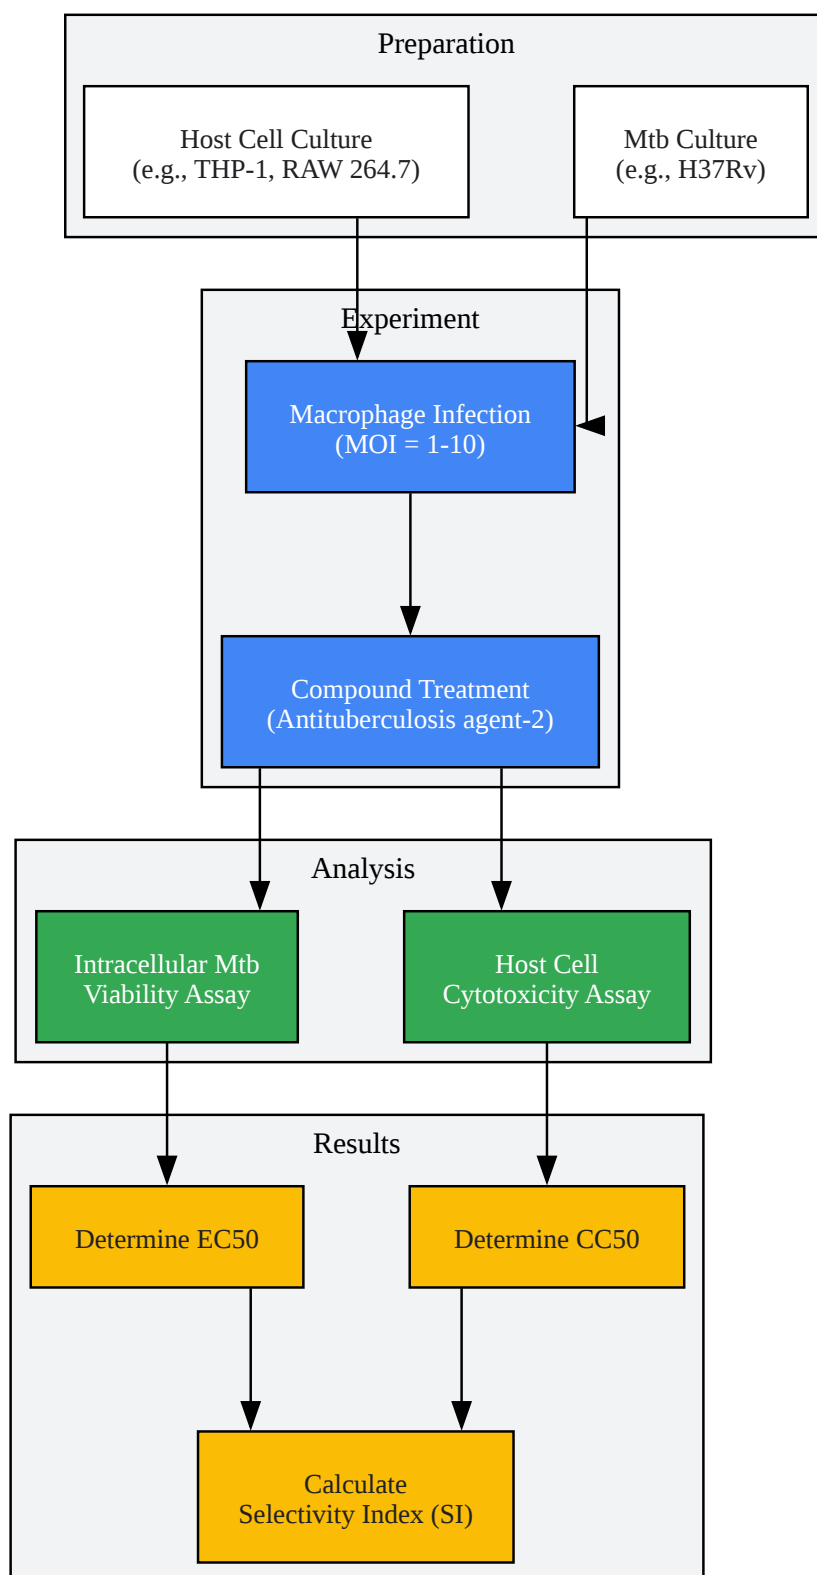 Preparation
Host Cell Culture
(e.g., THP-1, RAW 264.7)
Mtb Culture
(e.g., H37Rv)
Experiment
Macrophage Infection
(MOI = 1-10)
Compound Treatment
(Antituberculosis agent-2)
Analysis
Intracellular Mtb
Viability Assay
Host Cell
Cytotoxicity Assay
Results
Determine EC50
Determine CC50
Calculate
Selectivity Index (SI)